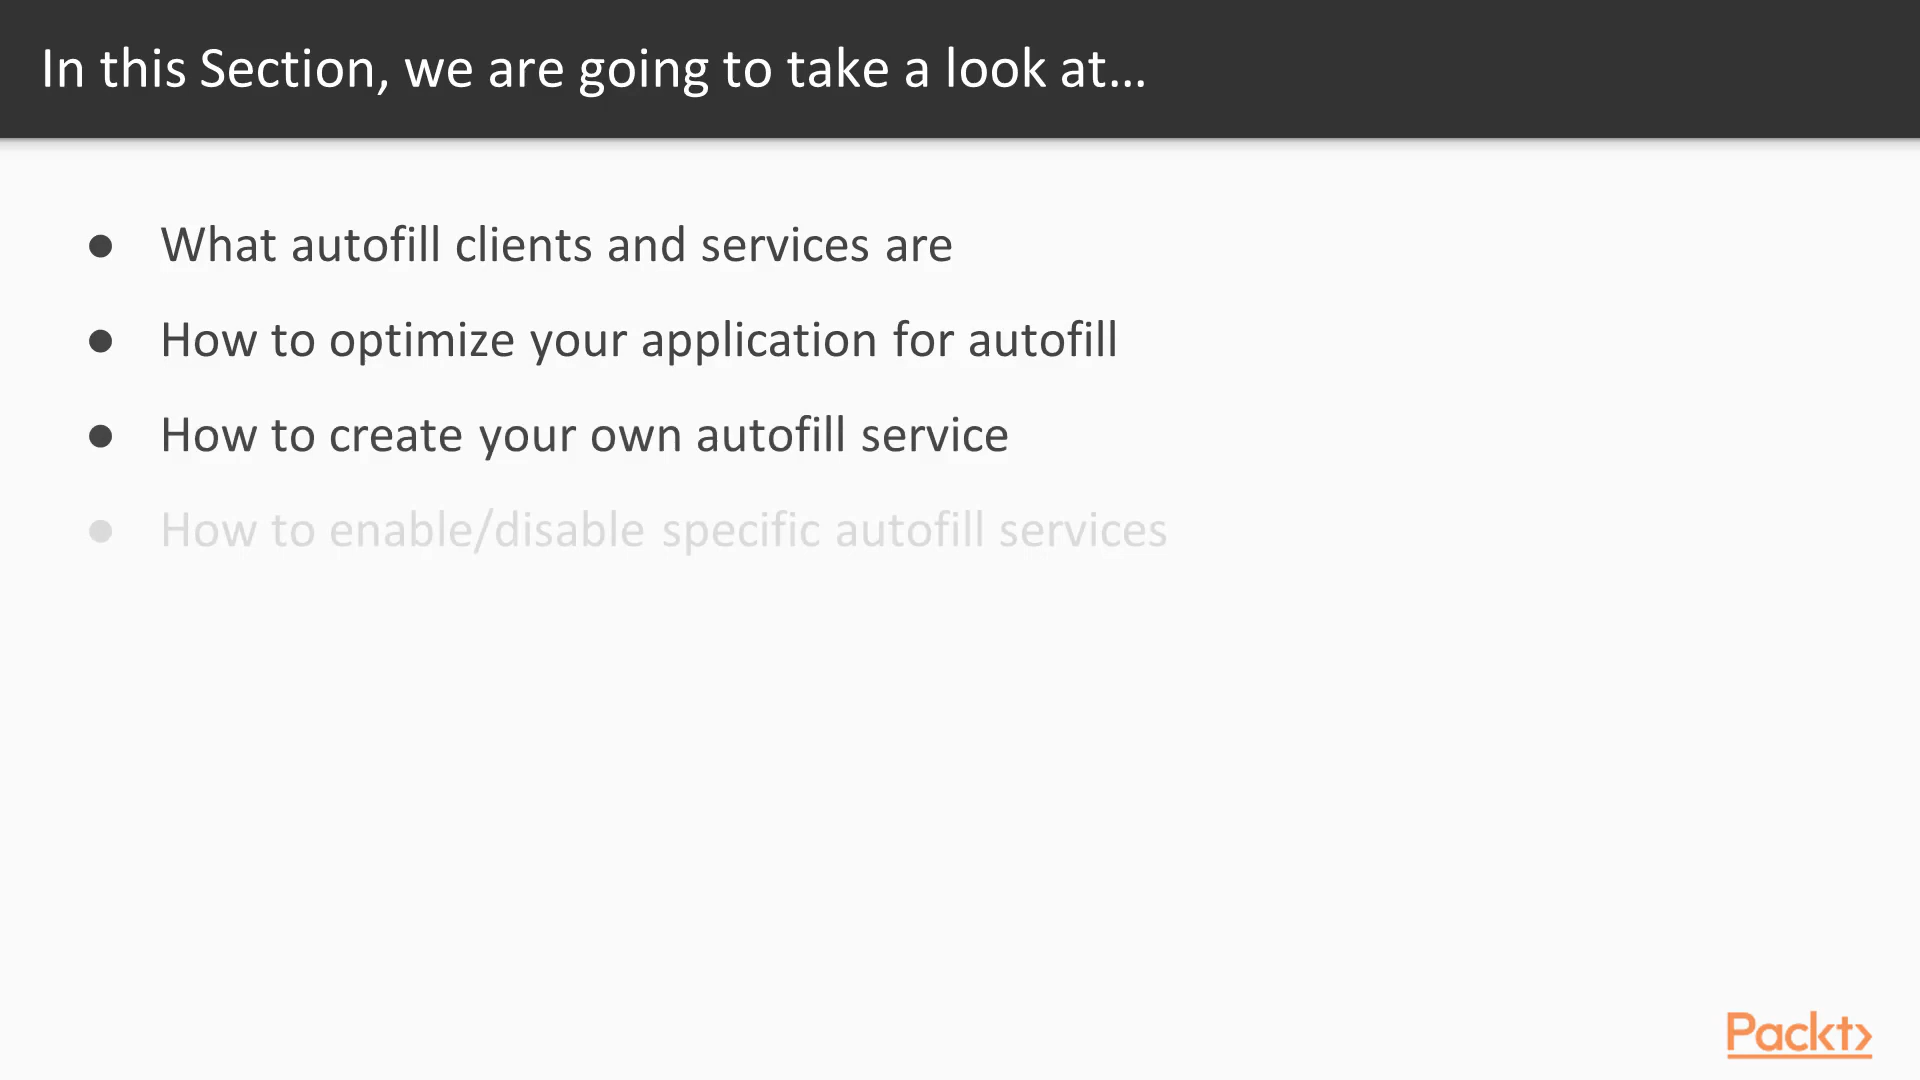 In this Section, we are going to take a look at...
● What autofill clients and services are
● How to optimize your application for autofill
● How to create your own autofill service
● How to enable/disable specific autofill services
Packt>